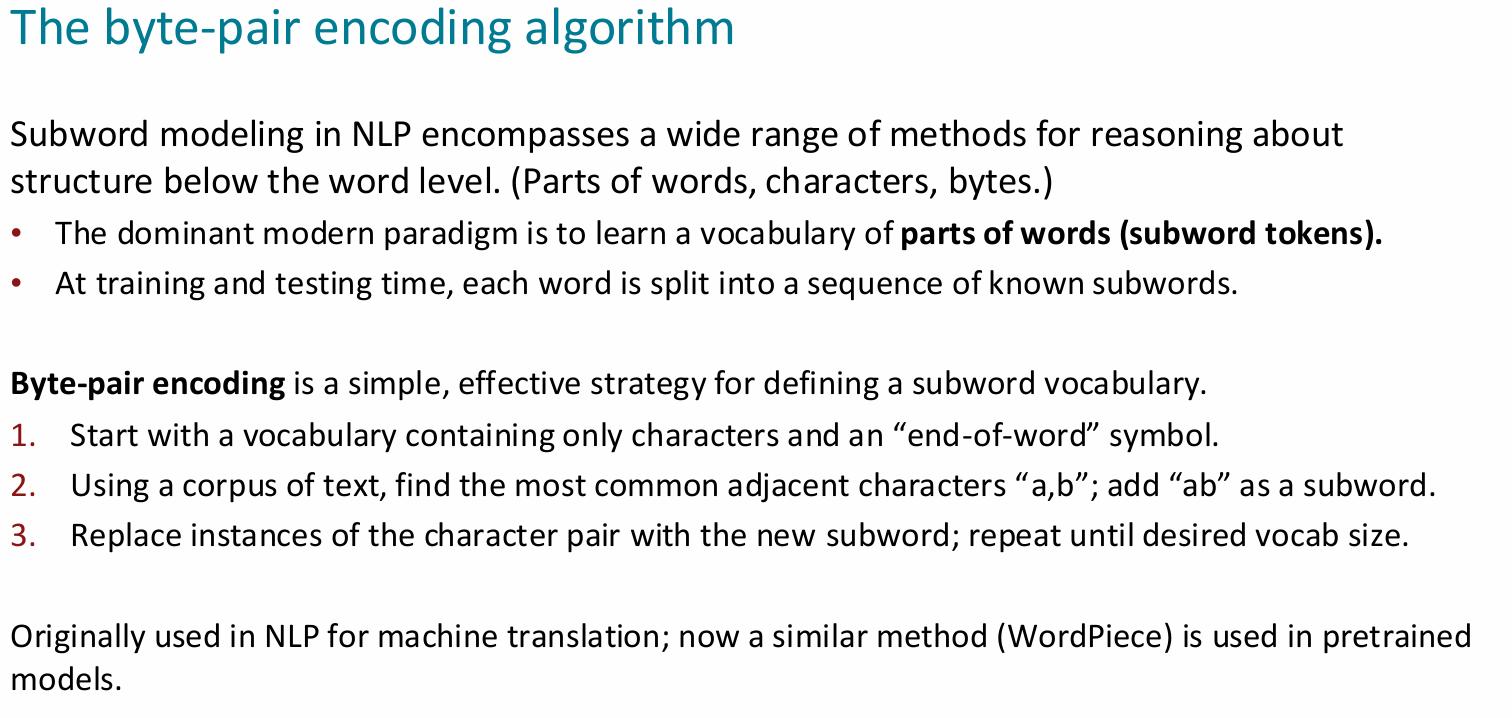 The byte-pair encoding algorithm
Subword modeling in NLP encompasses a wide range of methods for reasoning about
structure below the word level. (Parts of words, characters, bytes.)
• The dominant modern paradigm is to learn a vocabulary of parts of words (subword tokens).
• At training and testing time, each word is split into a sequence of known subwords.
Byte-pair encoding is a simple, effective strategy for defining a subword vocabulary.
1. Start with a vocabulary containing only characters and an “end-of-word” symbol.
2. Using a corpus of text, find the most common adjacent characters “a,b”; add “ab” as a subword.
3. Replace instances of the character pair with the new subword; repeat until desired vocab size.
Originally used in NLP for machine translation; now a similar method (WordPiece) is used in pretrained
models.